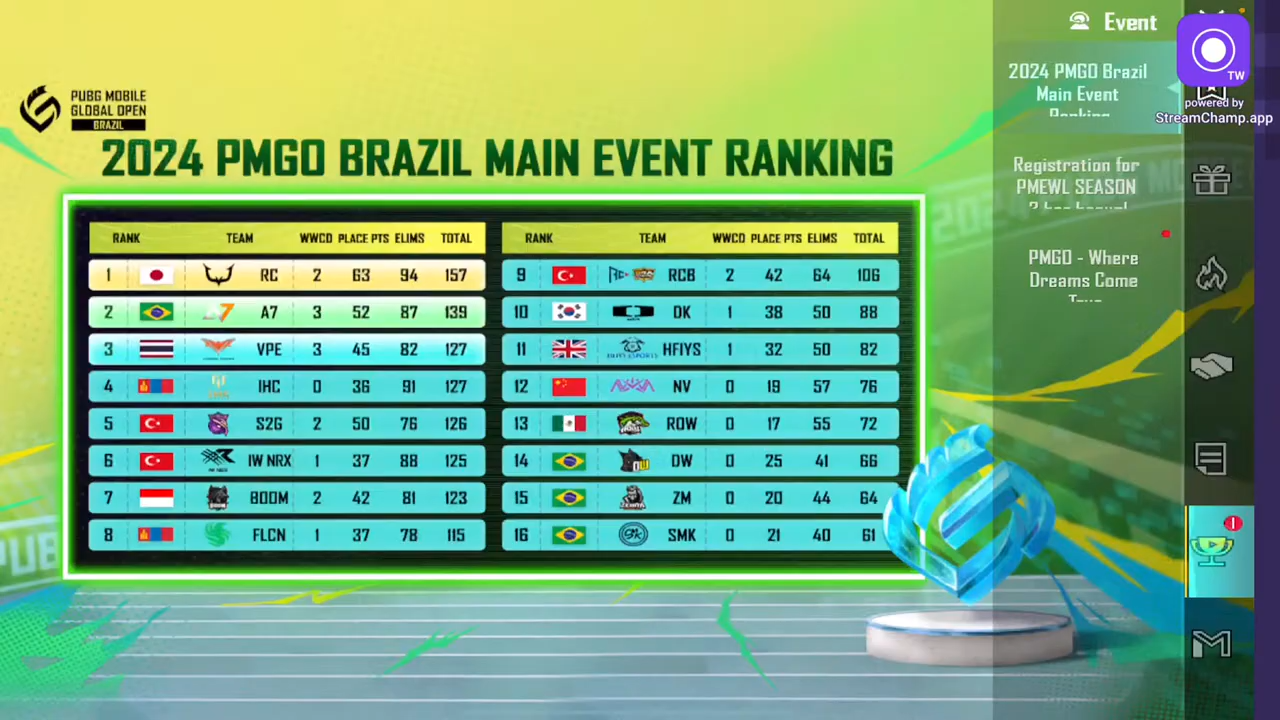 Event
TW
powered by
StreamChamp.app
2024 PMGO Brazil
Main Event
Ranking
Registration for
PMEWL SEASON
PMGO - Where
Dreams Come
True
PUBG MOBILE
GLOBAL OPEN
BRAZIL
2024 PMGO BRAZIL MAIN EVENT RANKING
RANK TEAM WWCD PLACE PTS ELIMS TOTAL
1 RC 2 63 94 157
2 A7 3 52 87 139
3 VPE 3 45 82 127
4 IHC 0 36 91 127
5 S2G 2 50 76 126
6 IW NRX 1 37 88 125
7 BOOM 2 42 81 123
8 FLCN 1 37 78 115
RANK TEAM WWCD PLACE PTS ELIMS TOTAL
9 RCB 2 42 64 106
10 DK 1 38 50 88
11 HFIYS 1 32 50 82
12 NV 0 19 57 76
13 ROW 0 17 55 72
14 DW 0 25 41 66
15 ZM 0 20 44 64
16 SMK 0 21 40 61